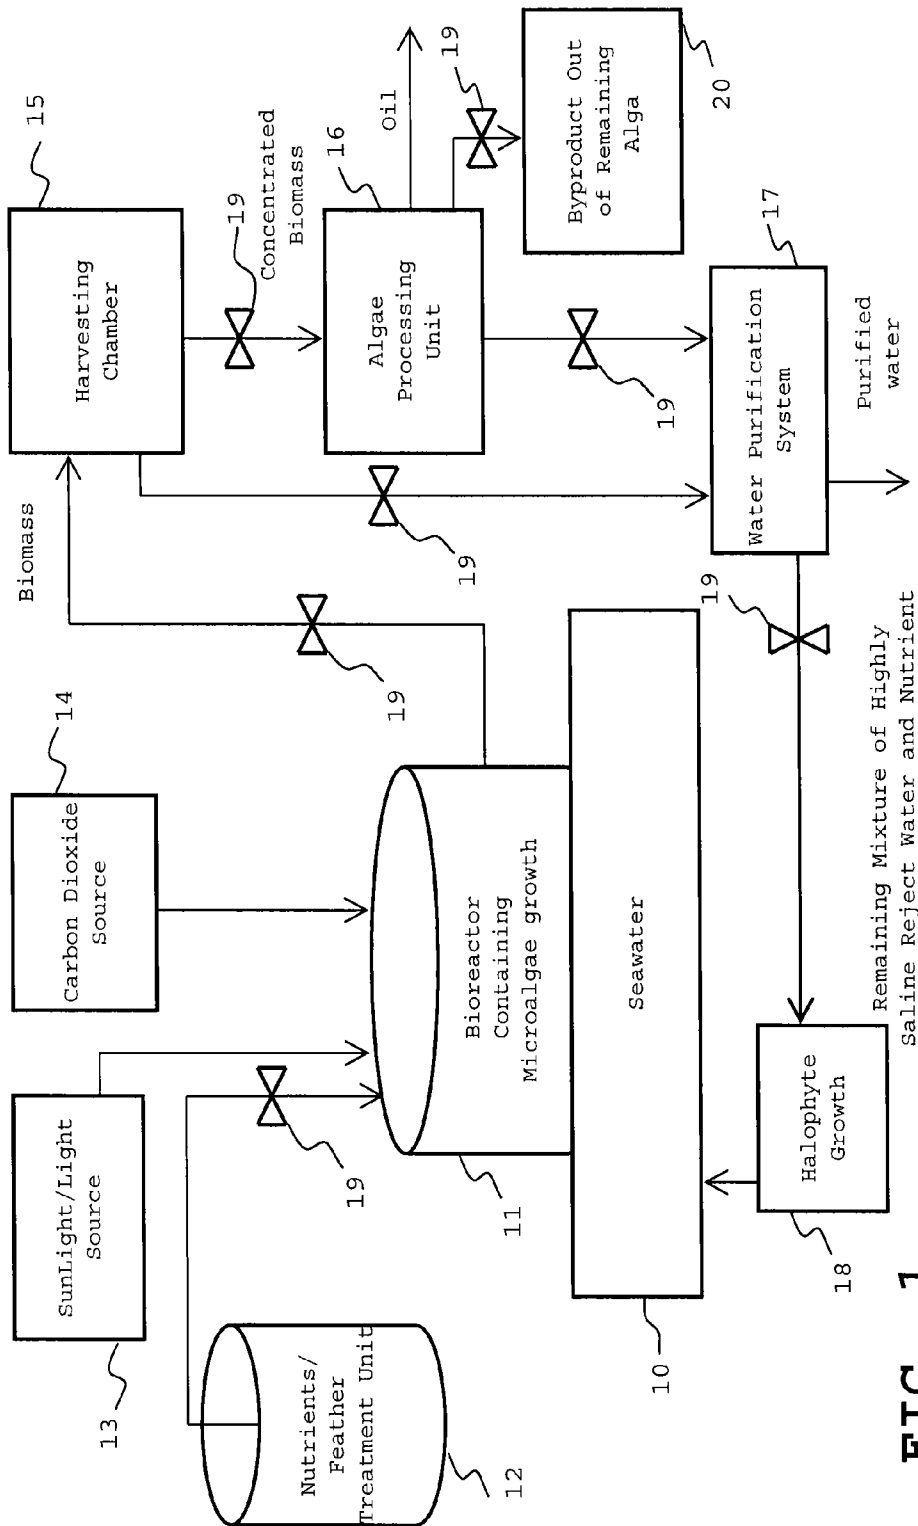 SunLight/Light
Source
13
Carbon Dioxide
Source
14
Biomass
Harvesting
Chamber
15
Nutrients/
Feather
Treatment Unit
12
19
19
19
Concentrated
Biomass
Bioreactor
Containing
Microalgae growth
11
19
Algae
Processing
Unit
16
Oil
19
Seawater
10
19
Byproduct Out
of Remaining
Alga
20
Halophyte
Growth
18
19
Water Purification
System
17
Remaining Mixture of Highly
Saline Reject Water and Nutrient
Purified
water
FIG. 1